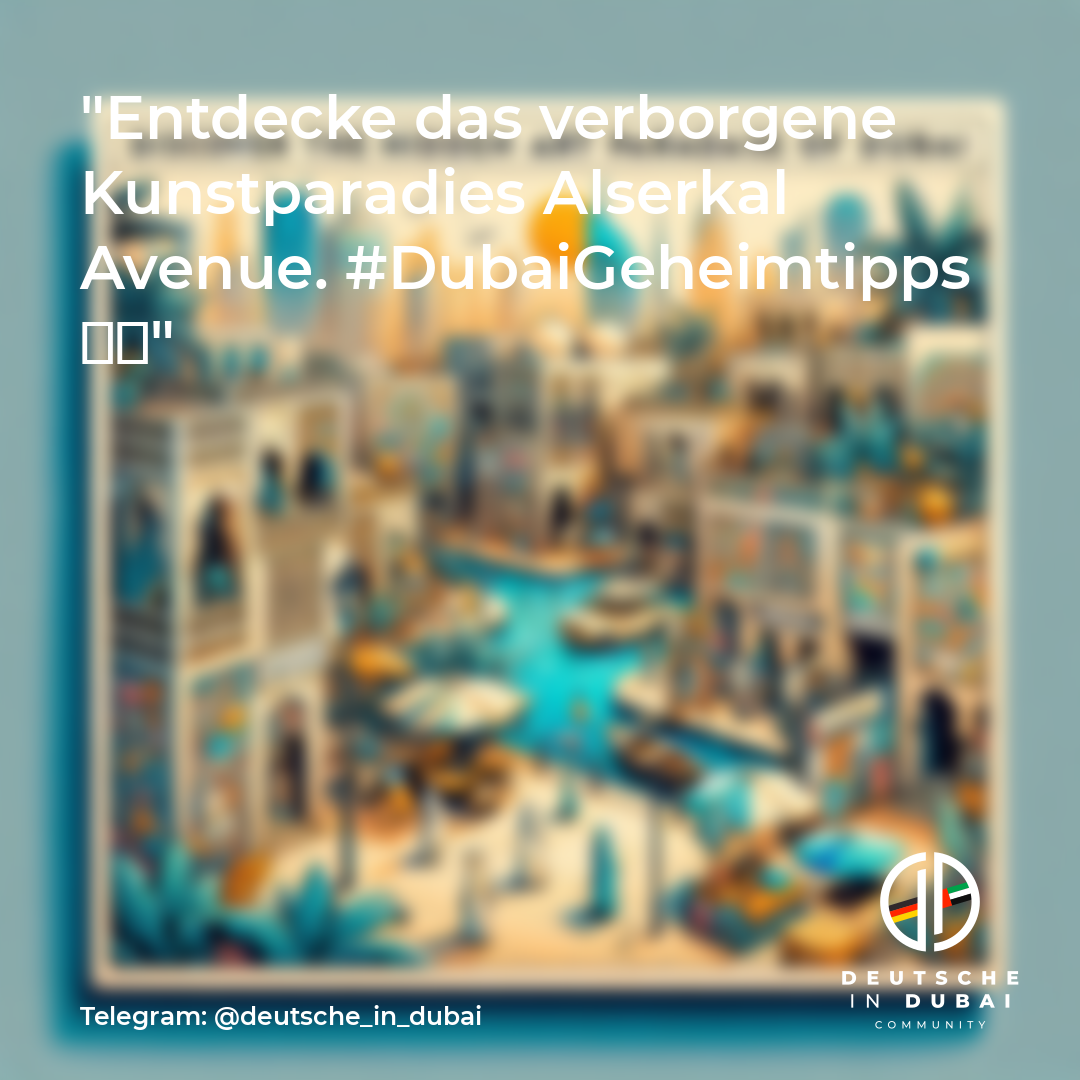 "Entdecke das verborgene
Kunstparadies Alserkal
Avenue. #DubaiGeheimtipps
▯▯"
Telegram: @deutsche_in_dubai
DEUTSCHE
IN DUBAI
COMMUNITY